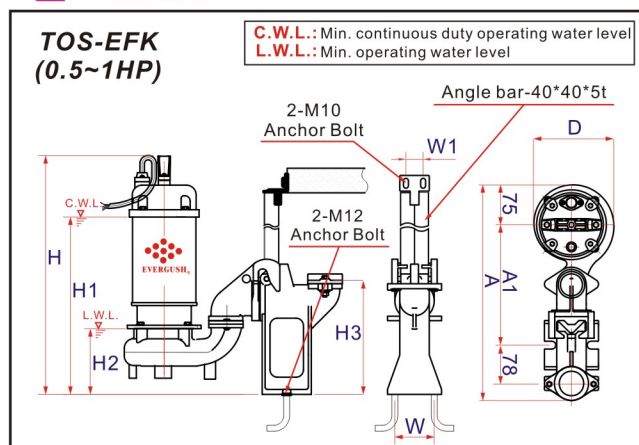 TOS-EFK
(0.5~1HP)
C.W.L.: Min. continuous duty operating water level
L.W.L.: Min. operating water level
Angle bar-40*40*5t
2-M10
Anchor Bolt
W1
D
C.W.L.
75
2-M12
Anchor Bolt
EVERGUSH
H
H1
A1
A
L.W.L.
H2
H3
78
W